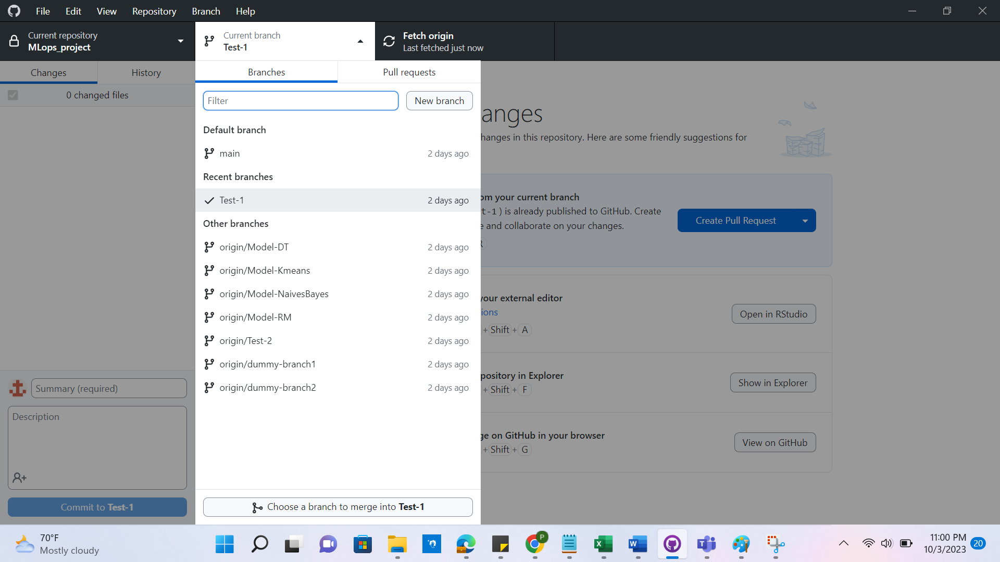 File Edit View Repository Branch Help
Current repository
MLops_project
Current branch
Test-1
Fetch origin
Last fetched just now
Changes
History
0 changed files
Branches
Pull requests
Filter
New branch
Default branch
main 2 days ago
Recent branches
Test-1 2 days ago
Other branches
origin/Model-DT 2 days ago
origin/Model-Kmeans 2 days ago
origin/Model-NaivesBayes 2 days ago
origin/Model-RM 2 days ago
origin/Test-2 2 days ago
origin/dummy-branch1 2 days ago
origin/dummy-branch2 2 days ago
Choose a branch to merge into Test-1
anges
hanges in this repository. Here are some friendly suggestions for
om your current branch
t-1) is already published to GitHub. Create
e and collaborate on your changes.
R
Create Pull Request
your external editor
ions
+ Shift + A
Open in RStudio
pository in Explorer
+ Shift + F
Show in Explorer
ge on GitHub in your browser
+ Shift + G
View on GitHub
Summary (required)
Description
Commit to Test-1
70°F
Mostly cloudy
P
11:00 PM
10/3/2023
20